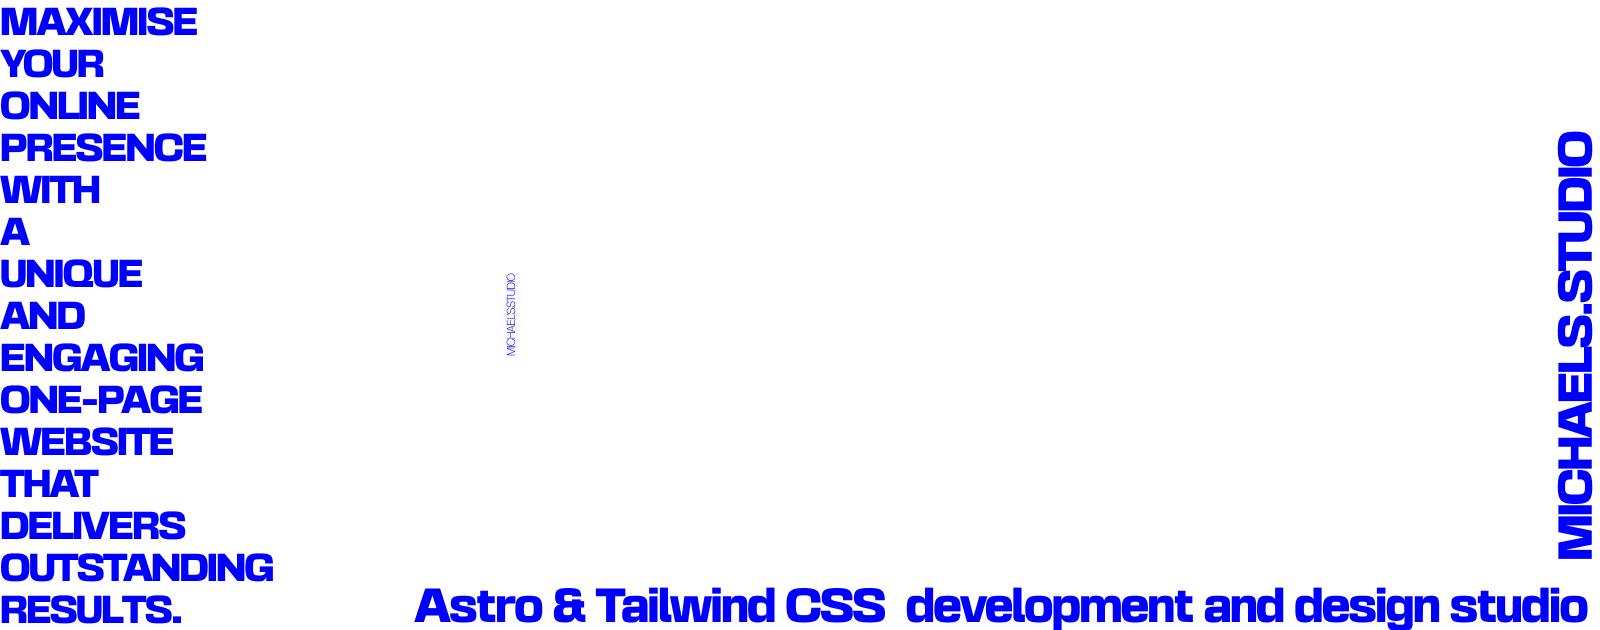 MAXIMISE
YOUR
ONLINE
PRESENCE
WITH
A
UNIQUE
AND
ENGAGING
ONE-PAGE
WEBSITE
THAT
DELIVERS
OUTSTANDING
RESULTS.
MICHAEL'S.STUDIO
MICHAELS.STUDIO
Astro & Tailwind CSS development and design studio